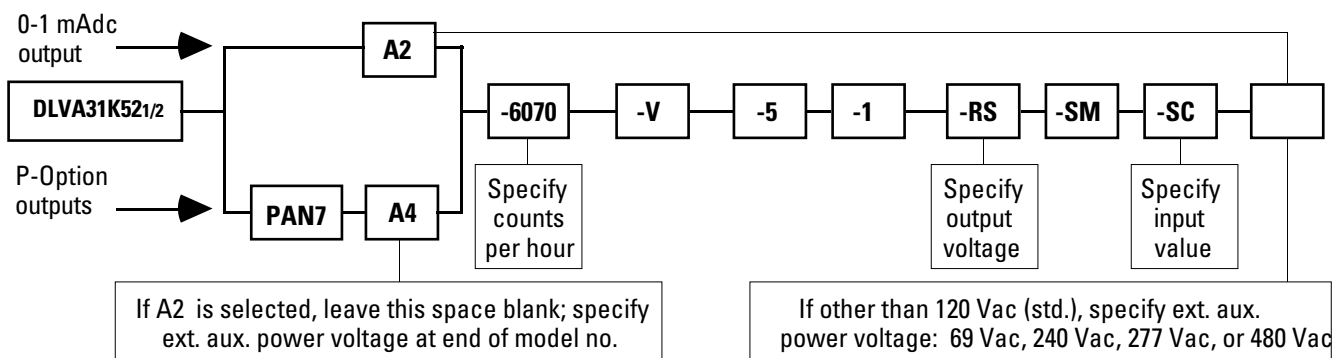 0-1 mAdc
output
A2
DLVA31K521/2
-6070
-V
-5
-1
-RS
-SM
-SC
P-Option
outputs
PAN7
A4
Specify
counts
per hour
Specify
output
voltage
Specify
input
value
If A2 is selected, leave this space blank; specify
ext. aux. power voltage at end of model no.
If other than 120 Vac (std.), specify ext. aux.
power voltage: 69 Vac, 240 Vac, 277 Vac, or 480 Vac